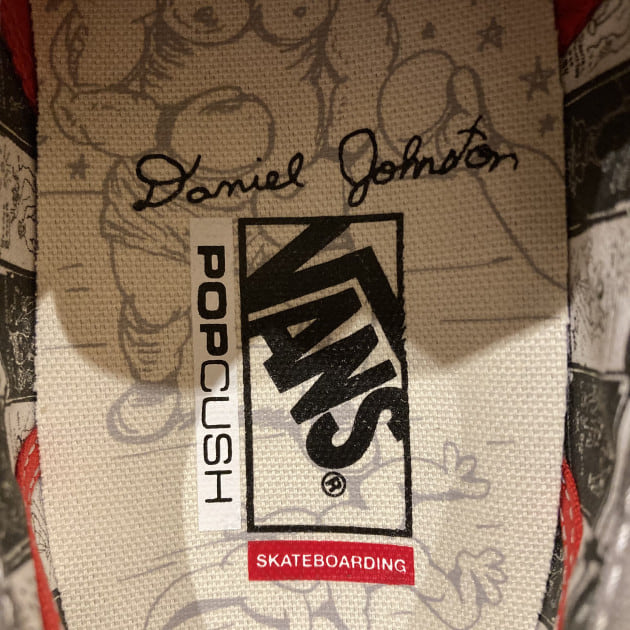 Daniel Johnston
POPCUSH
VANS
®
SKATEBOARDING